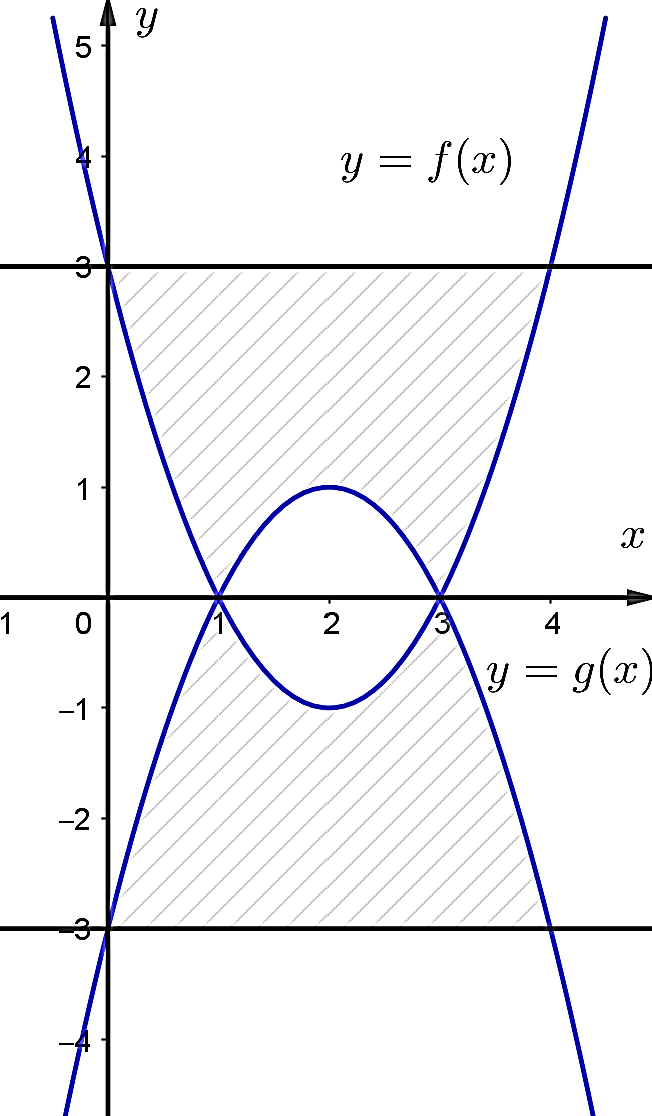 y
5
y = f(x)
4
3
2
1
x
1 0 1 2 3 4
y = g(x)
–1
–2
–3
–4